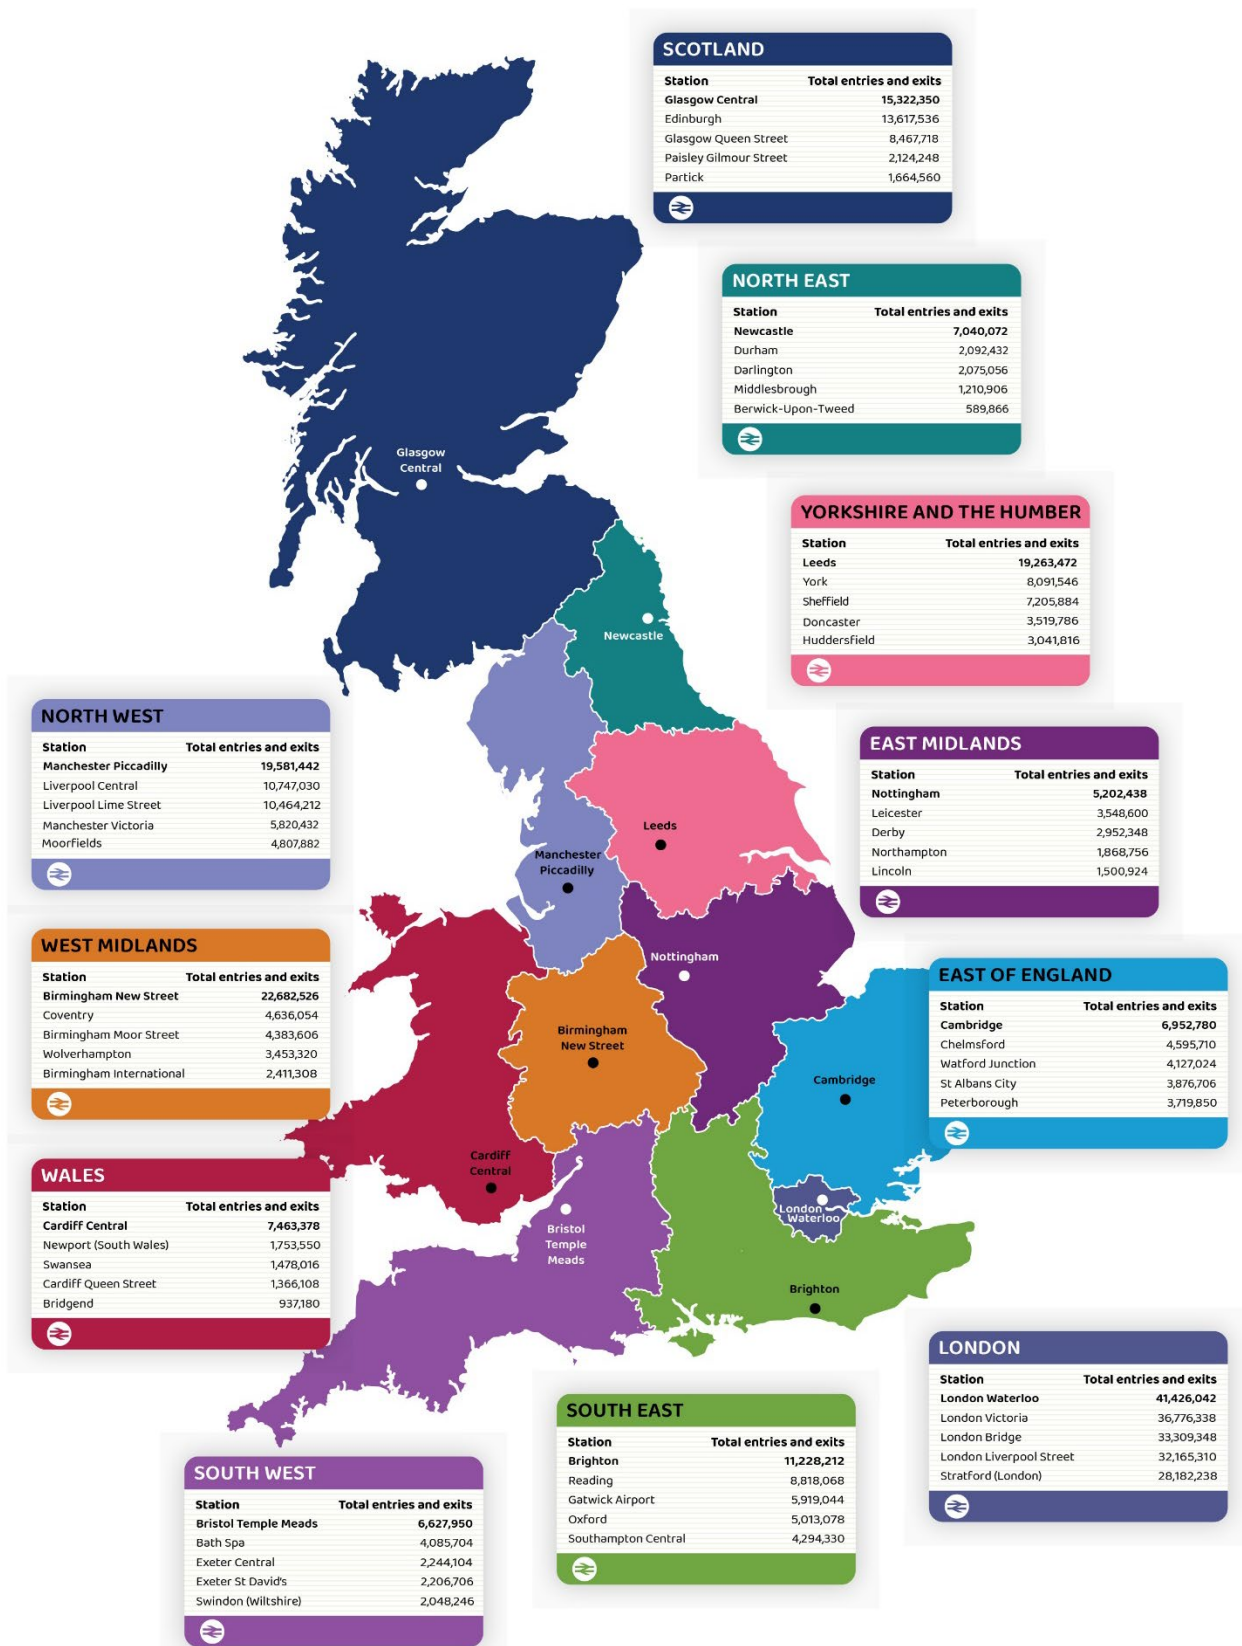 SCOTLAND
Station Total entries and exits
Glasgow Central 15,322,350
Edinburgh 13,617,536
Glasgow Queen Street 8,467,718
Paisley Gilmour Street 2,124,248
Partick 1,664,560
NORTH EAST
Station Total entries and exits
Newcastle 7,040,072
Durham 2,092,432
Darlington 2,075,056
Middlesbrough 1,210,906
Berwick-Upon-Tweed 589,866
Glasgow
Central
YORKSHIRE AND THE HUMBER
Station Total entries and exits
Leeds 19,263,472
York 8,091,546
Sheffield 7,205,884
Doncaster 3,519,786
Huddersfield 3,041,816
Newcastle
NORTH WEST
Station Total entries and exits
Manchester Piccadilly 19,581,442
Liverpool Central 10,747,030
Liverpool Lime Street 10,464,212
Manchester Victoria 5,820,432
Moorfields 4,807,882
EAST MIDLANDS
Station Total entries and exits
Nottingham 5,202,438
Leicester 3,548,600
Derby 2,952,348
Northampton 1,868,756
Lincoln 1,500,924
Leeds
Manchester
Piccadilly
WEST MIDLANDS
Station Total entries and exits
Birmingham New Street 22,682,526
Coventry 4,636,054
Birmingham Moor Street 4,383,606
Wolverhampton 3,453,320
Birmingham International 2,411,308
Nottingham
EAST OF ENGLAND
Station Total entries and exits
Cambridge 6,952,780
Chelmsford 4,595,710
Watford Junction 4,127,024
St Albans City 3,876,706
Peterborough 3,719,850
Birmingham
New Street
Cambridge
WALES
Station Total entries and exits
Cardiff Central 7,463,378
Newport (South Wales) 1,753,550
Swansea 1,478,016
Cardiff Queen Street 1,366,108
Bridgend 937,180
Cardiff
Central
London
Waterloo
Bristol
Temple
Meads
Brighton
LONDON
Station Total entries and exits
London Waterloo 41,426,042
London Victoria 36,776,338
London Bridge 33,309,348
London Liverpool Street 32,165,310
Stratford (London) 28,182,238
SOUTH EAST
Station Total entries and exits
Brighton 11,228,212
Reading 8,818,068
Gatwick Airport 5,919,044
Oxford 5,013,078
Southampton Central 4,294,330
SOUTH WEST
Station Total entries and exits
Bristol Temple Meads 6,627,950
Bath Spa 4,085,704
Exeter Central 2,244,104
Exeter St David's 2,206,706
Swindon (Wiltshire) 2,048,246